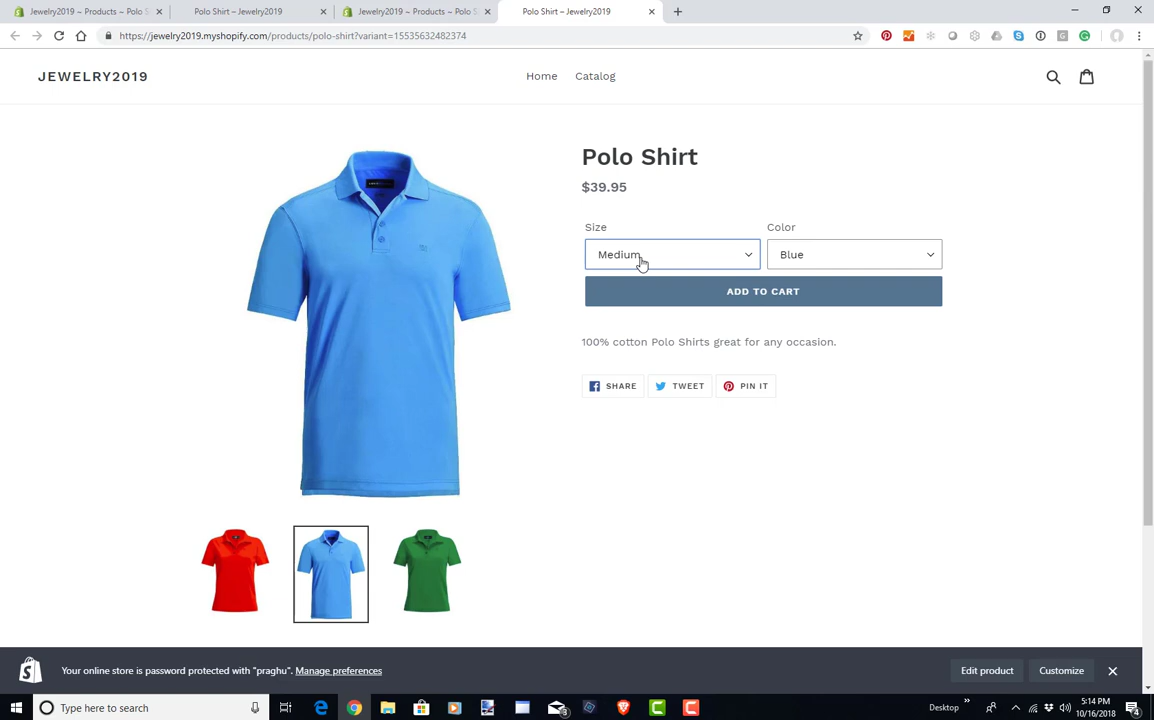 Jewelry2019 ~ Products ~ Polo S
Polo Shirt – Jewelry2019
Jewelry2019 ~ Products ~ Polo S
Polo Shirt – Jewelry2019
https://jewelry2019.myshopify.com/products/polo-shirt?variant=15535632482374
JEWELRY2019
Home
Catalog
Polo Shirt
$39.95
Size
Color
Medium
Blue
ADD TO CART
100% cotton Polo Shirts great for any occasion.
SHARE
TWEET
PIN IT
Your online store is password protected with "praghu". Manage preferences
Edit product
Customize
Type here to search
Desktop
5:14 PM
10/16/2018